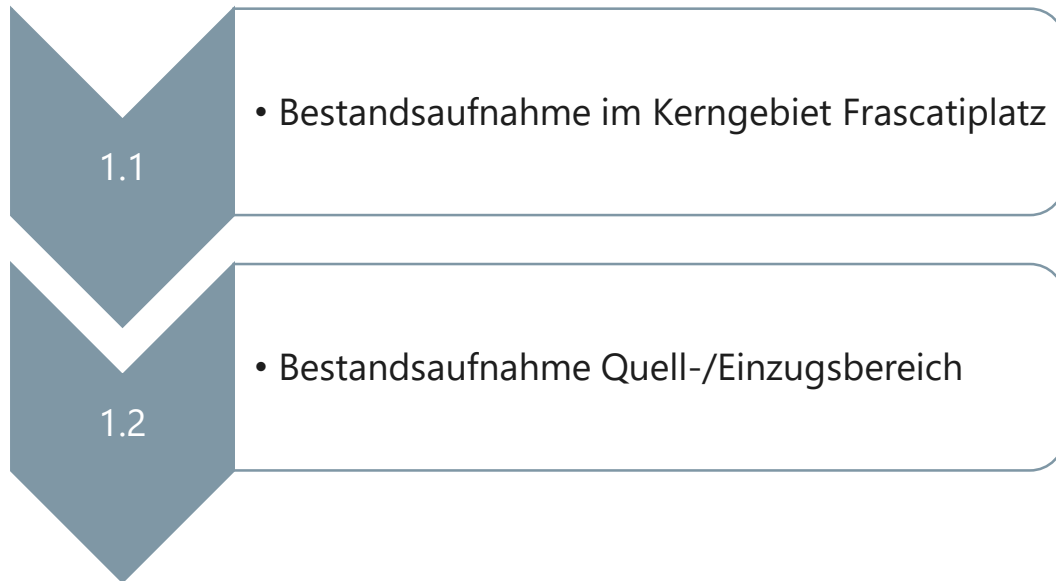 1.1
• Bestandsaufnahme im Kerngebiet Frascatiplatz
1.2
• Bestandsaufnahme Quell-/Einzugsbereich